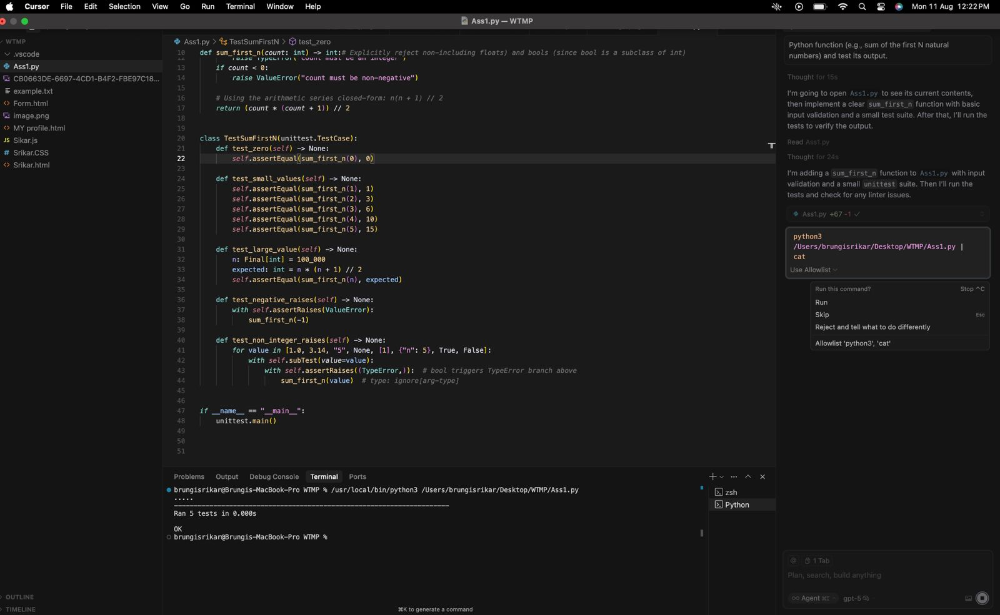 Cursor File Edit Selection View Go Run Terminal Window Help Mon 11 Aug 12:22 PM
Ass1.py — WTMP
WTMP
.vscode
Ass1.py
CB0663DE-6697-4CD1-B4F2-FBE97C18...
example.txt
Form.html
image.png
MY profile.html
JS Sikar.js
# Srikar.CSS
Srikar.html
OUTLINE
TIMELINE
Ass1.py > TestSumFirstN > test_zero
10 def sum_first_n(count: int) -> int:# Explicitly reject non-including floats) and bools (since bool is a subclass of int)
12 raise TypeError("count must be an integer")
13 if count < 0:
14 raise ValueError("count must be non-negative")
15
16 # Using the arithmetic series closed-form: n(n + 1) // 2
17 return (count * (count + 1)) // 2
18
19
20 class TestSumFirstN(unittest.TestCase):
21 def test_zero(self) -> None:
22 self.assertEqual(sum_first_n(0), 0)
23
24 def test_small_values(self) -> None:
25 self.assertEqual(sum_first_n(1), 1)
26 self.assertEqual(sum_first_n(2), 3)
27 self.assertEqual(sum_first_n(3), 6)
28 self.assertEqual(sum_first_n(4), 10)
29 self.assertEqual(sum_first_n(5), 15)
30
31 def test_large_value(self) -> None:
32 n: Final[int] = 100_000
33 expected: int = n * (n + 1) // 2
34 self.assertEqual(sum_first_n(n), expected)
35
36 def test_negative_raises(self) -> None:
37 with self.assertRaises(ValueError):
38 sum_first_n(-1)
39
40 def test_non_integer_raises(self) -> None:
41 for value in [1.0, 3.14, "5", None, [1], {"n": 5}, True, False]:
42 with self.subTest(value=value):
43 with self.assertRaises((TypeError,)): # bool triggers TypeError branch above
44 sum_first_n(value) # type: ignore[arg-type]
45
46
47 if __name__ == "__main__":
48 unittest.main()
49
50
51
Problems Output Debug Console Terminal Ports
brungisrikar@Brungis-MacBook-Pro WTMP % /usr/local/bin/python3 /Users/brungisrikar/Desktop/WTMP/Ass1.py
.....
----------------------------------------------------------------------
Ran 5 tests in 0.000s
OK
brungisrikar@Brungis-MacBook-Pro WTMP %
zsh
Python
⌘K to generate a command
Python function (e.g., sum of the first N natural
numbers) and test its output.
Thought for 15s
I'm going to open Ass1.py to see its current contents,
then implement a clear sum_first_n function with basic
input validation and a small test suite. After that, I'll run the
tests to verify the output.
Read Ass1.py
Thought for 24s
I'm adding a sum_first_n function to Ass1.py with input
validation and a small unittest suite. Then I'll run the
tests and check for any linter issues.
Ass1.py +67 -1
python3
/Users/brungisrikar/Desktop/WTMP/Ass1.py |
cat
Use Allowlist
Run this command? Stop ^C
Run
Skip Esc
Reject and tell what to do differently
Allowlist 'python3', 'cat'
@ 1 Tab
Plan, search, build anything
Agent ⌘I gpt-5